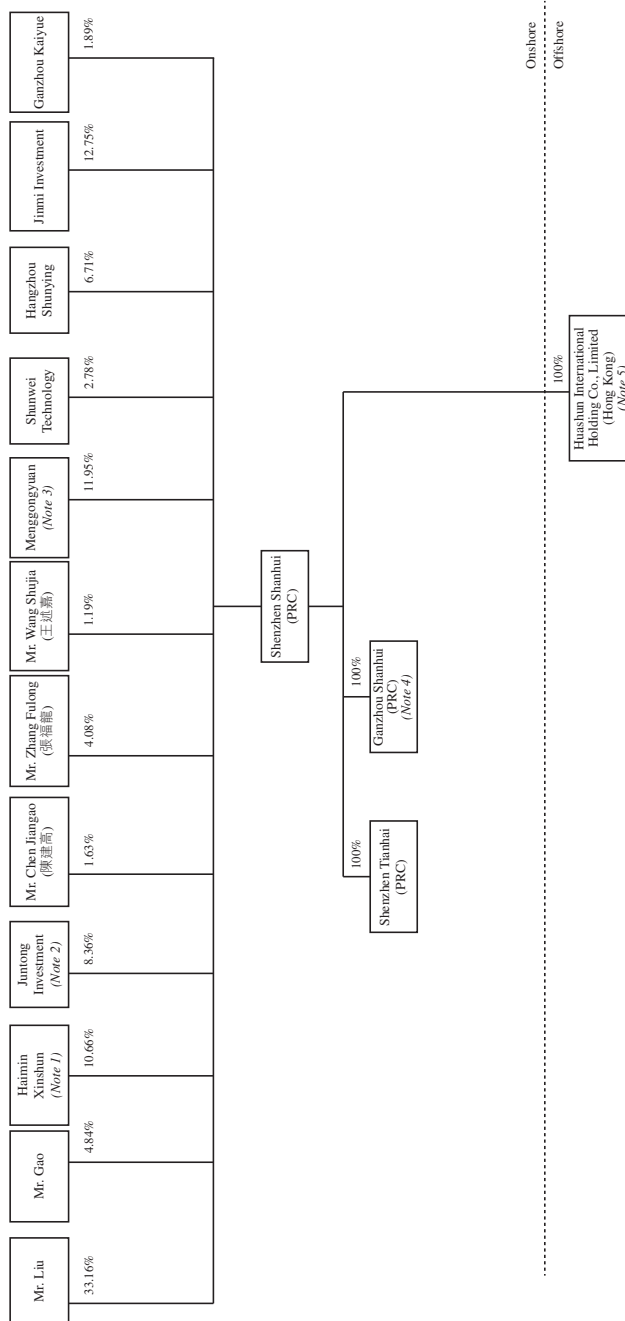 Mr. Liu
33.16%
Mr. Gao
4.84%
Haimin
Xinshun
(Note 1)
10.66%
Juntong
Investment
(Note 2)
8.36%
Mr. Chen Jiangao
(陳建高)
1.63%
Mr. Zhang Fulong
(張福龍)
4.08%
Mr. Wang Shujia
(王述嘉)
1.19%
Menggongyuan
(Note 3)
11.95%
Shunwei
Technology
2.78%
Hangzhou
Shunying
6.71%
Jinmi Investment
12.75%
Ganzhou Kaiyue
1.89%
Shenzhen Shanhui
(PRC)
100%
Shenzhen Tianhai
(PRC)
100%
Ganzhou Shanhui
(PRC)
(Note 4)
Onshore
Offshore
100%
Huashun International
Holding Co., Limited
(Hong Kong)
(Note 5)